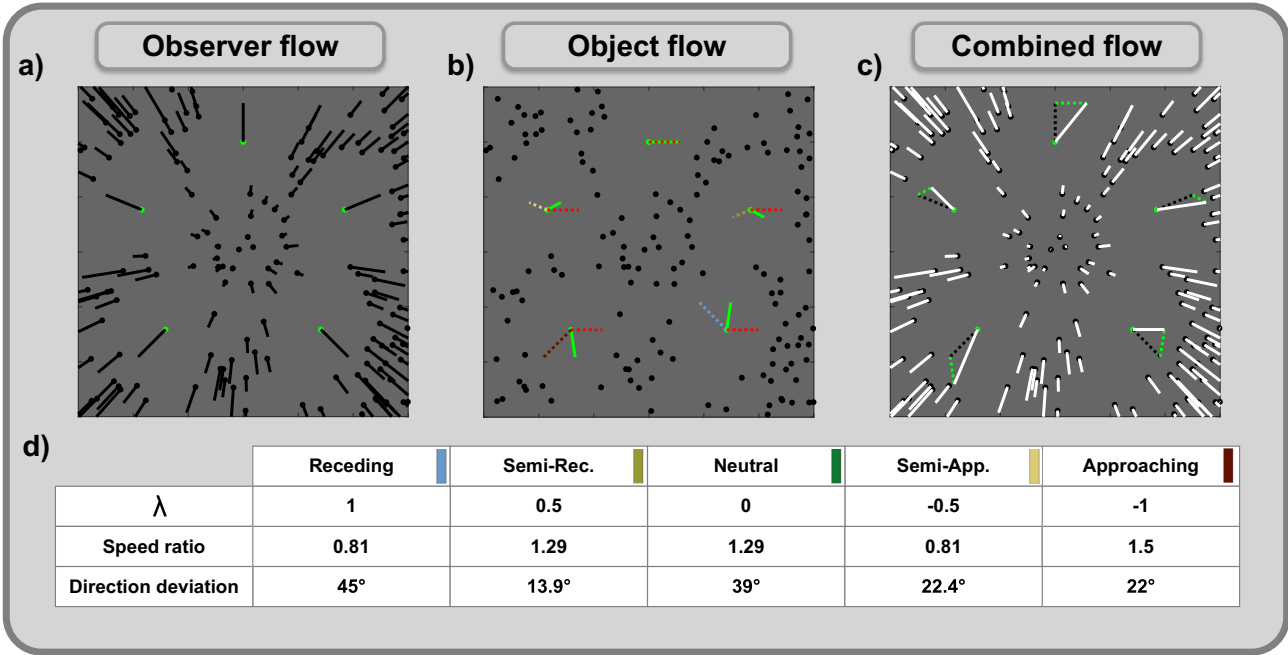 Observer flow
Object flow
Combined flow
a)
b)
c)
d)
Receding
Semi-Rec.
Neutral
Semi-App.
Approaching
λ
1
0.5
0
-0.5
-1
Speed ratio
0.81
1.29
1.29
0.81
1.5
Direction deviation
45°
13.9°
39°
22.4°
22°